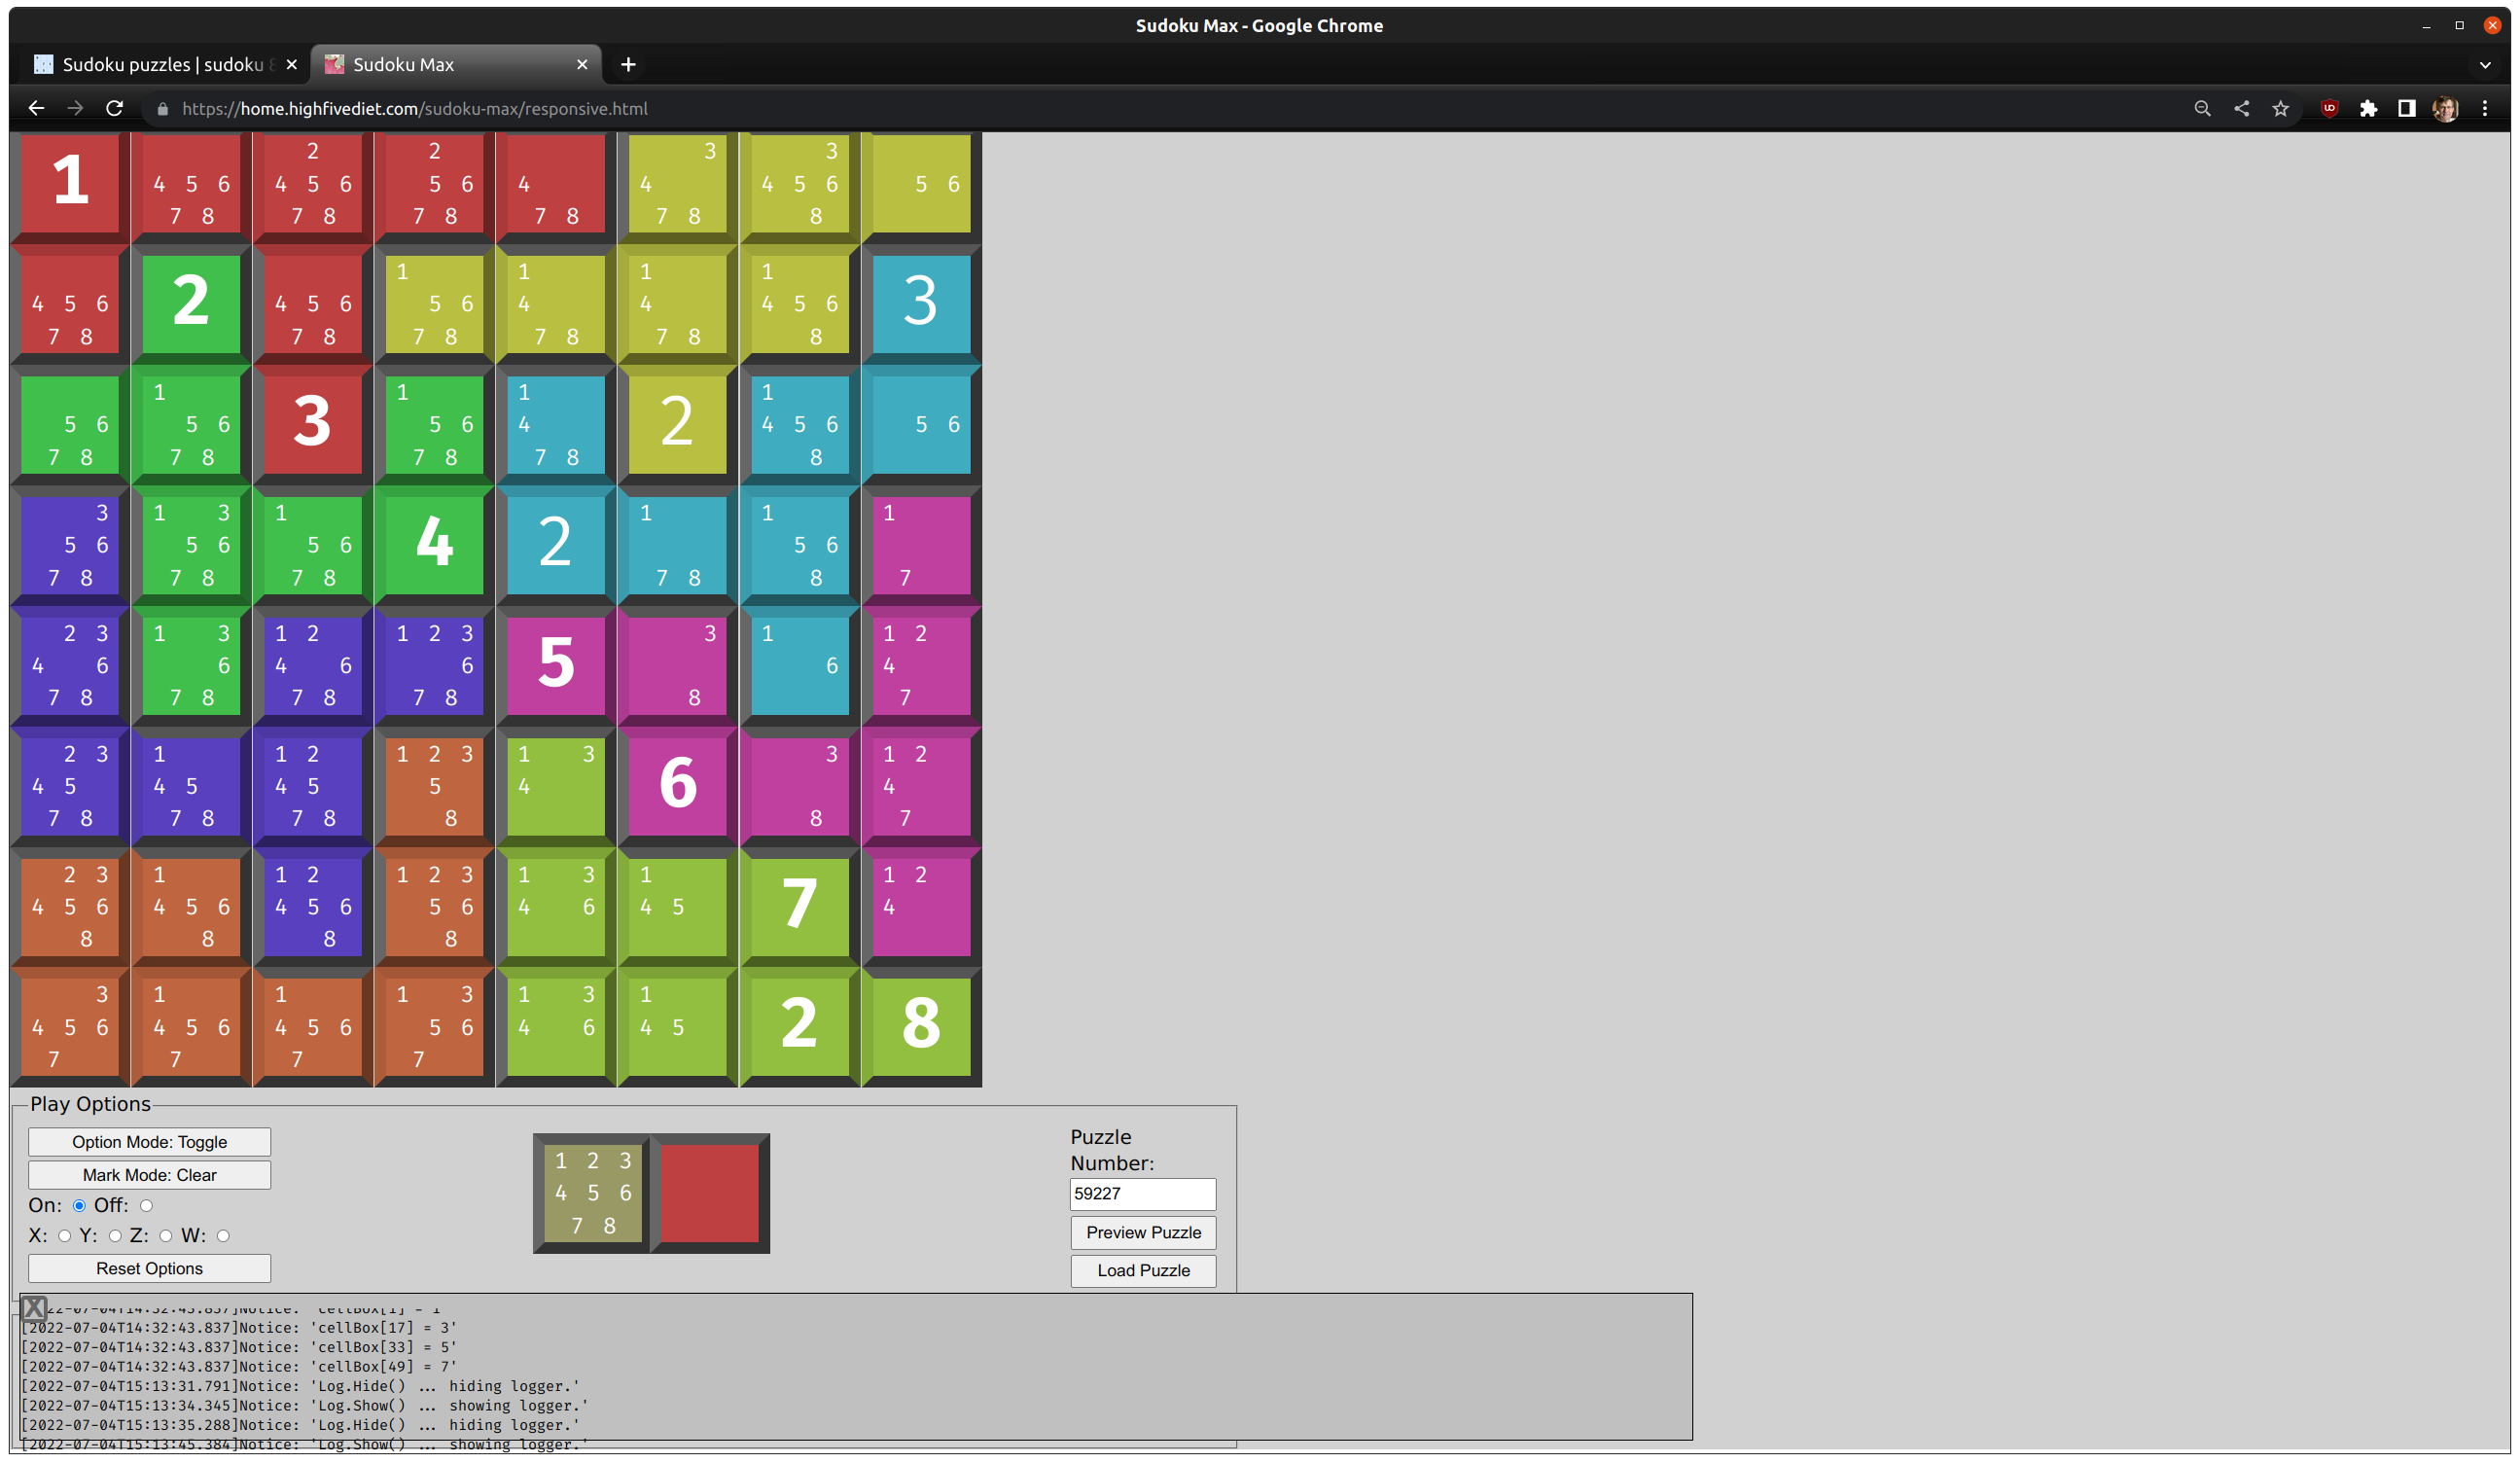 Sudoku Max - Google Chrome
Sudoku puzzles | sudoku 8
Sudoku Max
https://home.highfivediet.com/sudoku-max/responsive.html
1 4 5 6 7 8 2 4 5 6 7 8 2 5 6 7 8 4 7 8 3 4 7 8 3 4 5 6 8 5 6
4 5 6 7 8 2 4 5 6 7 8 1 5 6 7 8 1 4 7 8 1 4 7 8 1 4 5 6 8 3
5 6 7 8 1 5 6 7 8 3 1 5 6 7 8 1 4 7 8 2 1 4 5 6 8 5 6
3 5 6 7 8 1 3 5 6 7 8 1 5 6 7 8 4 2 1 7 8 1 5 6 8 1 7
2 3 4 6 7 8 1 3 6 7 8 1 2 4 6 7 8 1 2 3 6 7 8 5 3 8 1 6 1 2 4 7
2 3 4 5 7 8 1 4 5 7 8 1 2 4 5 7 8 1 2 3 5 8 1 3 4 6 3 8 1 2 4 7
2 3 4 5 6 8 1 4 5 6 8 1 2 4 5 6 8 1 2 3 5 6 8 1 3 4 6 1 4 5 7 1 2 4
3 4 5 6 7 1 4 5 6 7 1 4 5 6 7 1 3 5 6 7 1 3 4 6 1 4 5 2 8
Play Options
Option Mode: Toggle
Mark Mode: Clear
On: Off:
X: Y: Z: W:
Reset Options
1 2 3
4 5 6
7 8
Puzzle
Number:
59227
Preview Puzzle
Load Puzzle
X
22-07-04T14:32:43.837]Notice: 'cellBox[1] = 1
[2022-07-04T14:32:43.837]Notice: 'cellBox[17] = 3'
[2022-07-04T14:32:43.837]Notice: 'cellBox[33] = 5'
[2022-07-04T14:32:43.837]Notice: 'cellBox[49] = 7'
[2022-07-04T15:13:31.791]Notice: 'Log.Hide() … hiding logger.'
[2022-07-04T15:13:34.345]Notice: 'Log.Show() … showing logger.'
[2022-07-04T15:13:35.288]Notice: 'Log.Hide() … hiding logger.'
[2022-07-04T15:13:45.384]Notice: 'Log.Show() … showing logger.'